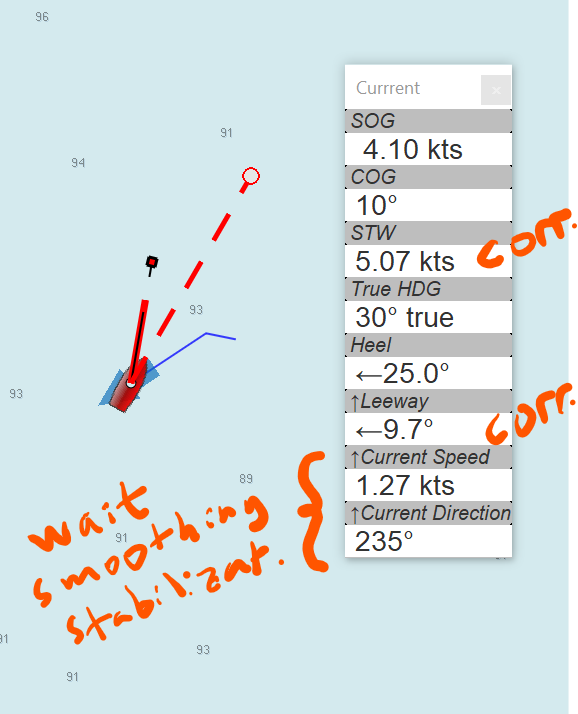 96
91
94
93
93
89
91
91
93
91
Currrent
x
SOG
4.10 kts
COG
10°
STW
5.07 kts
corr.
True HDG
30° true
Heel
←25.0°
↑Leeway
←9.7°
corr.
↑Current Speed
1.27 kts
↑Current Direction
235°
wait
smoothing
stabilizat.